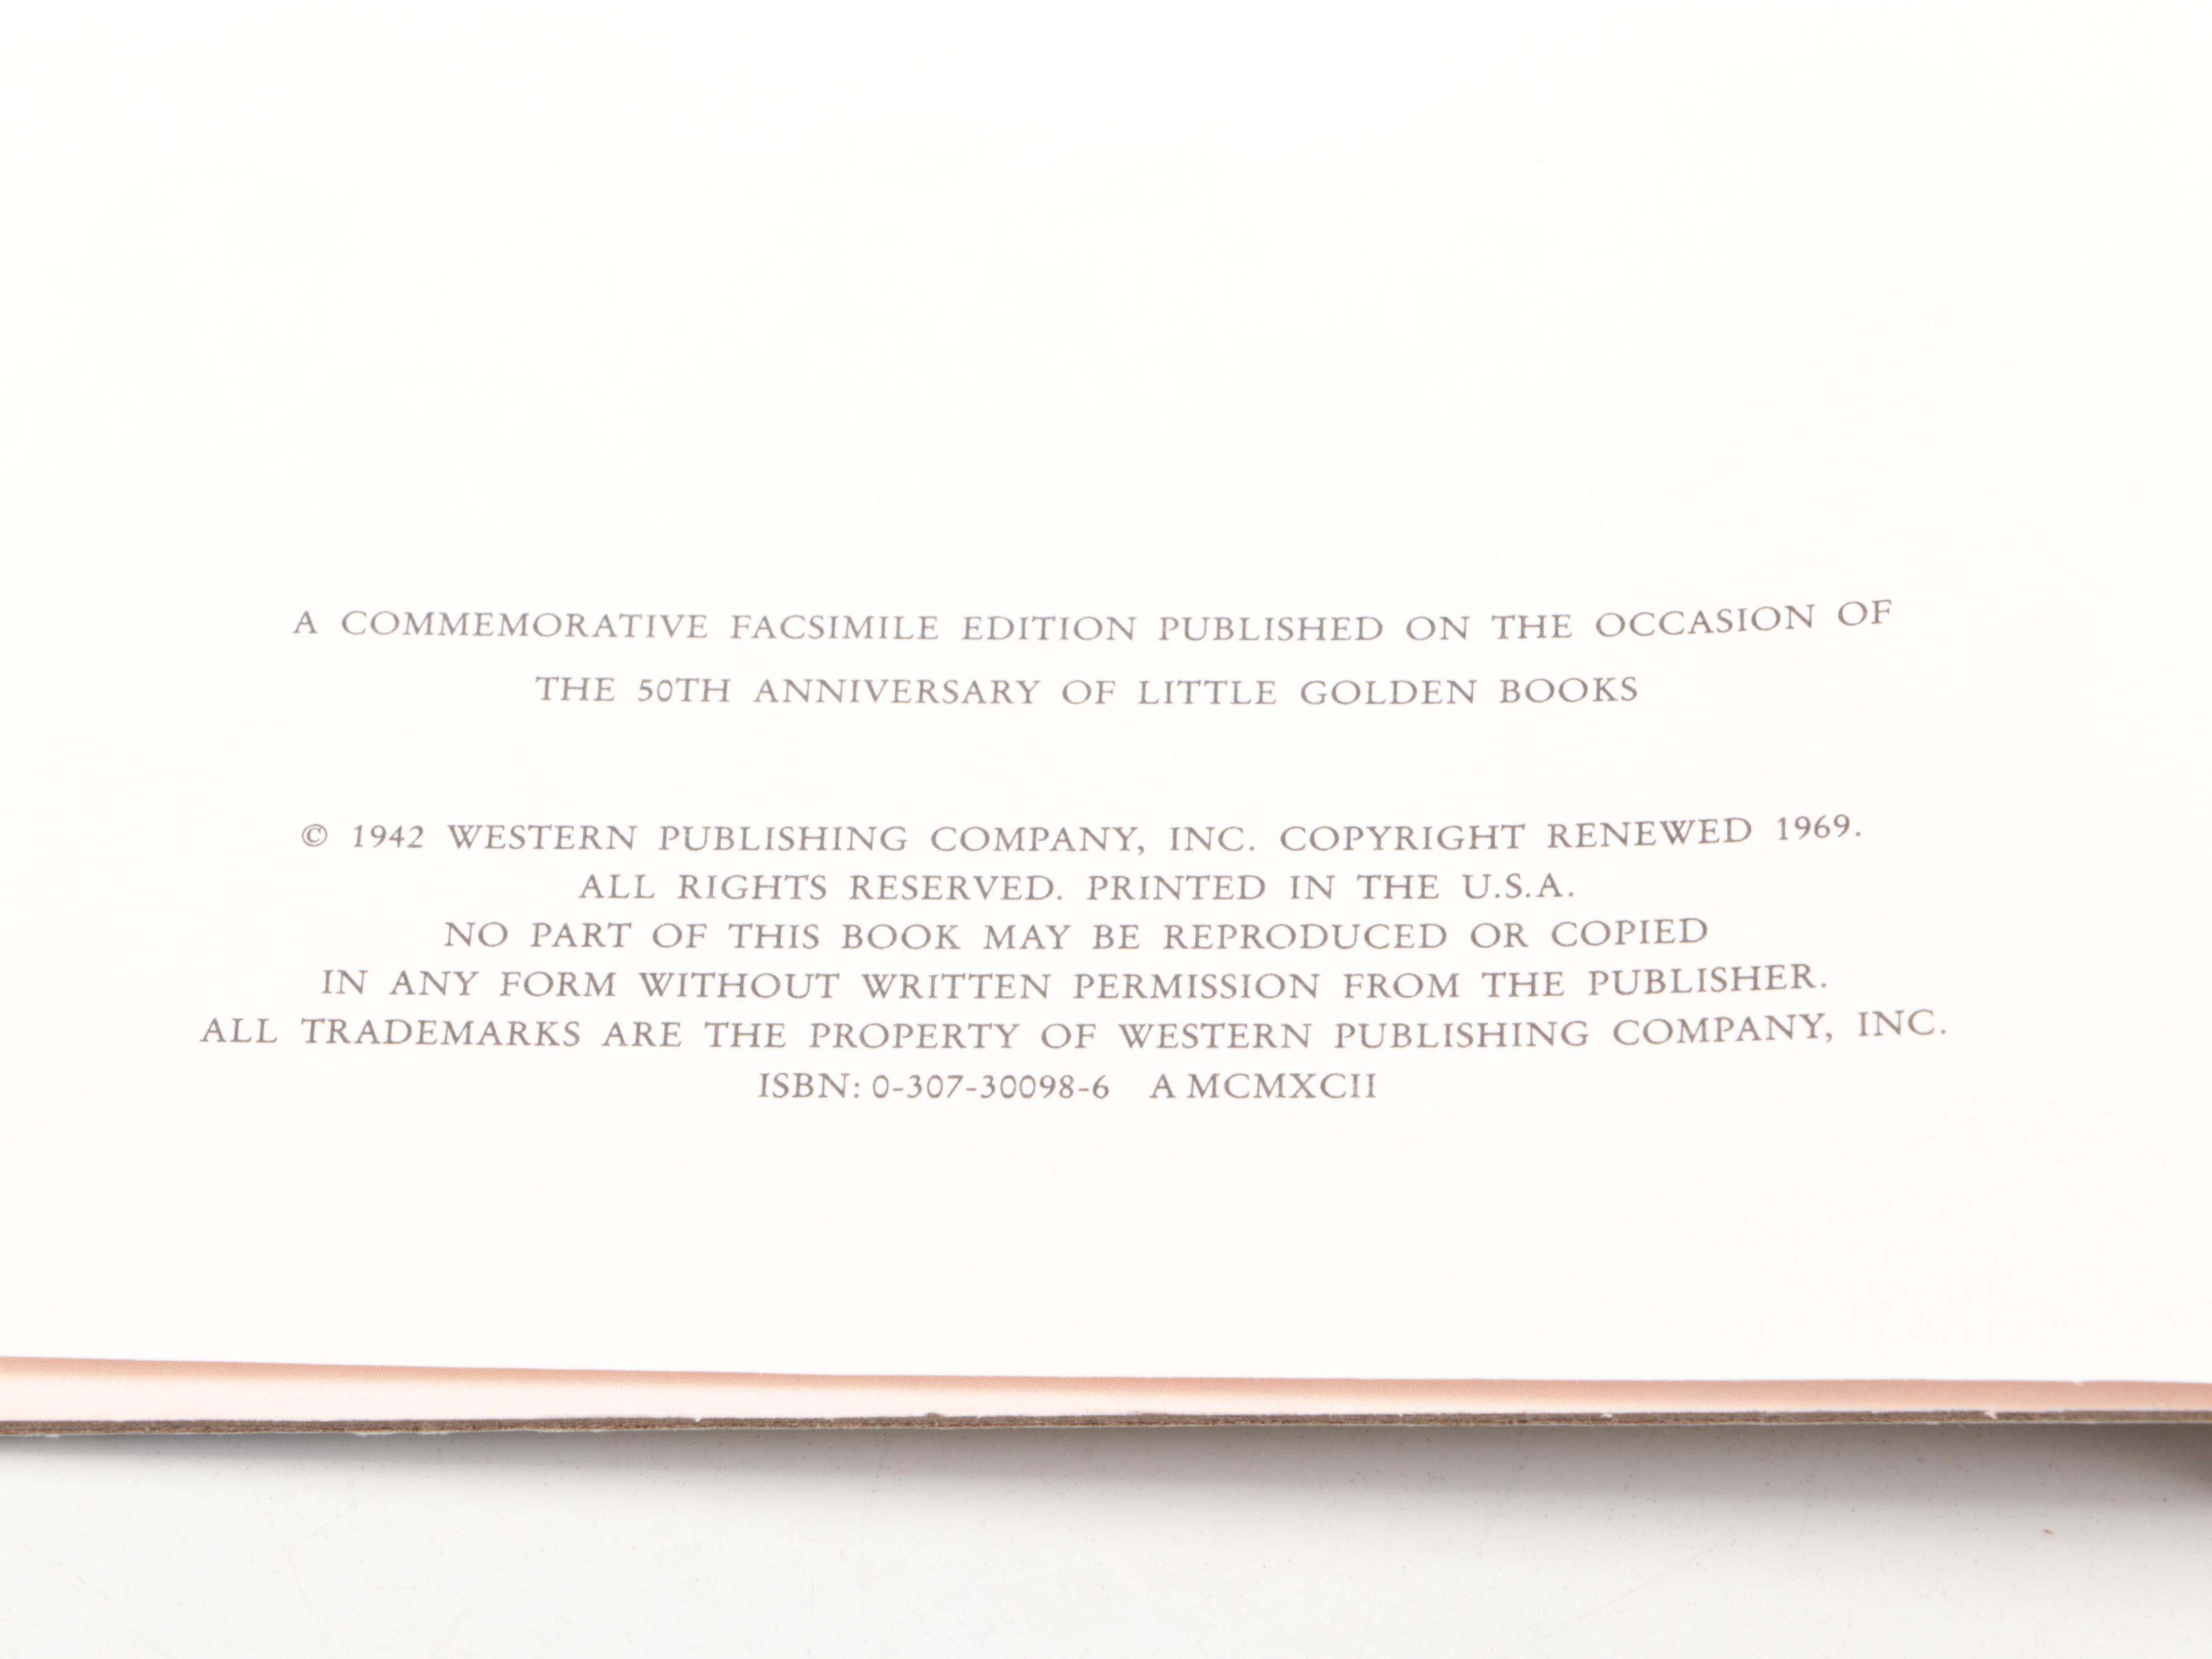 A COMMEMORATIVE FACSIMILE EDITION PUBLISHED ON THE OCCASION OF
THE 50TH ANNIVERSARY OF LITTLE GOLDEN BOOKS
© 1942 WESTERN PUBLISHING COMPANY, INC. COPYRIGHT RENEWED 1969.
ALL RIGHTS RESERVED. PRINTED IN THE U.S.A.
NO PART OF THIS BOOK MAY BE REPRODUCED OR COPIED
IN ANY FORM WITHOUT WRITTEN PERMISSION FROM THE PUBLISHER.
ALL TRADEMARKS ARE THE PROPERTY OF WESTERN PUBLISHING COMPANY, INC.
ISBN: 0-307-30098-6 A MCMXCII